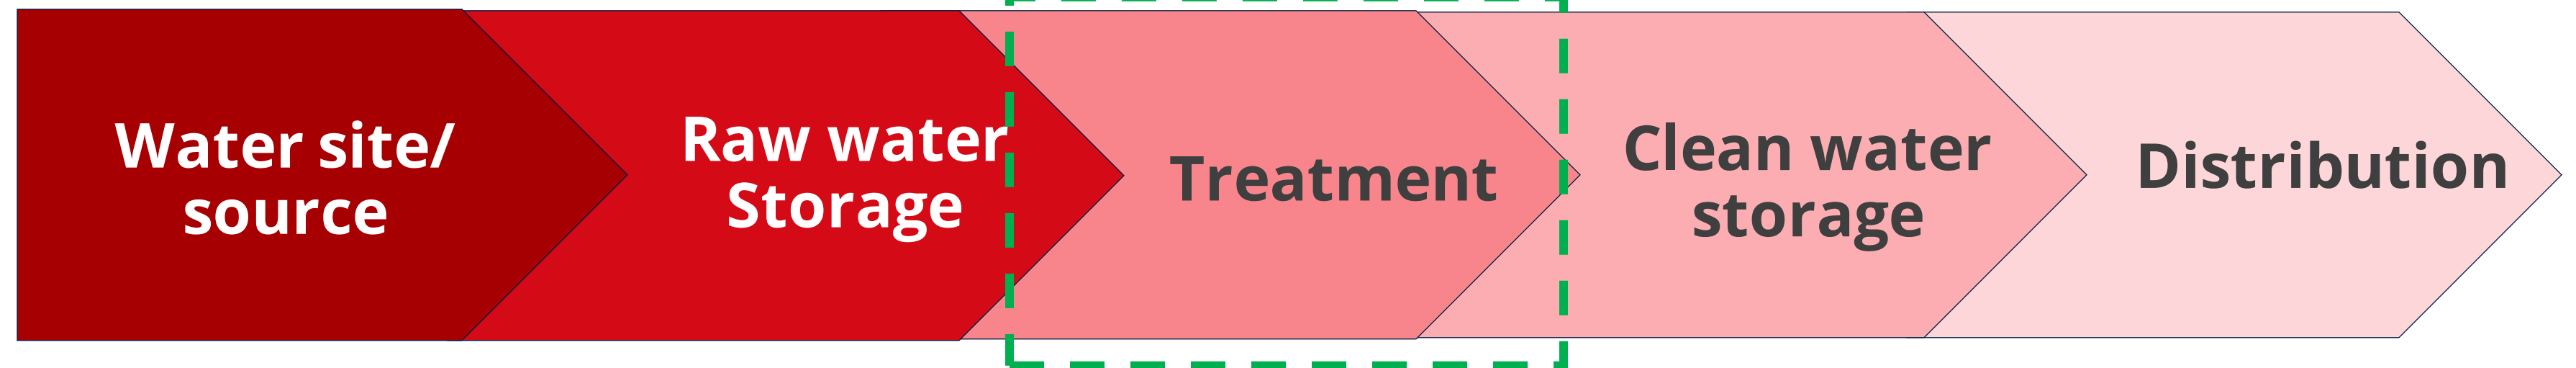 Water site/
source
Raw water
Storage
Treatment
Clean water
storage
Distribution